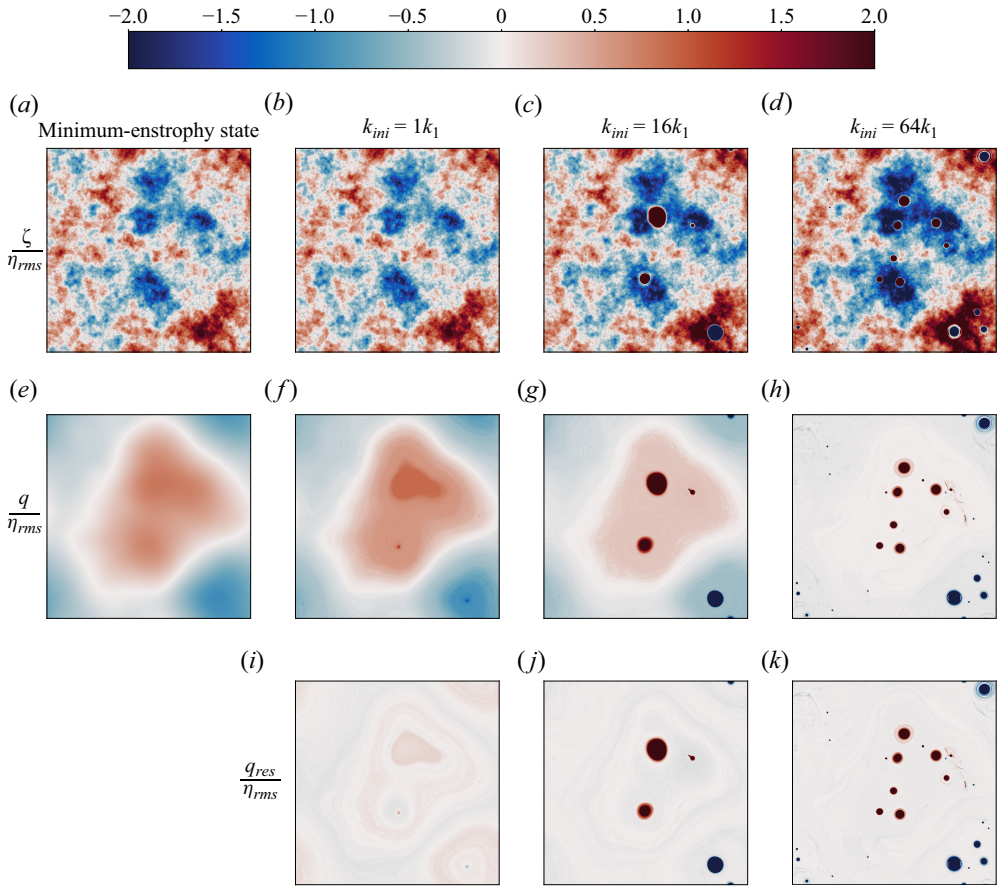 −2.0 −1.5 −1.0 −0.5 0 0.5 1.0 1.5 2.0
(a) (b) (c) (d)
Minimum-enstrophy state k_ini = 1k_1 k_ini = 16k_1 k_ini = 64k_1
ζ
η_rms
(e) (f) (g) (h)
q
η_rms
(i) (j) (k)
q_res
η_rms